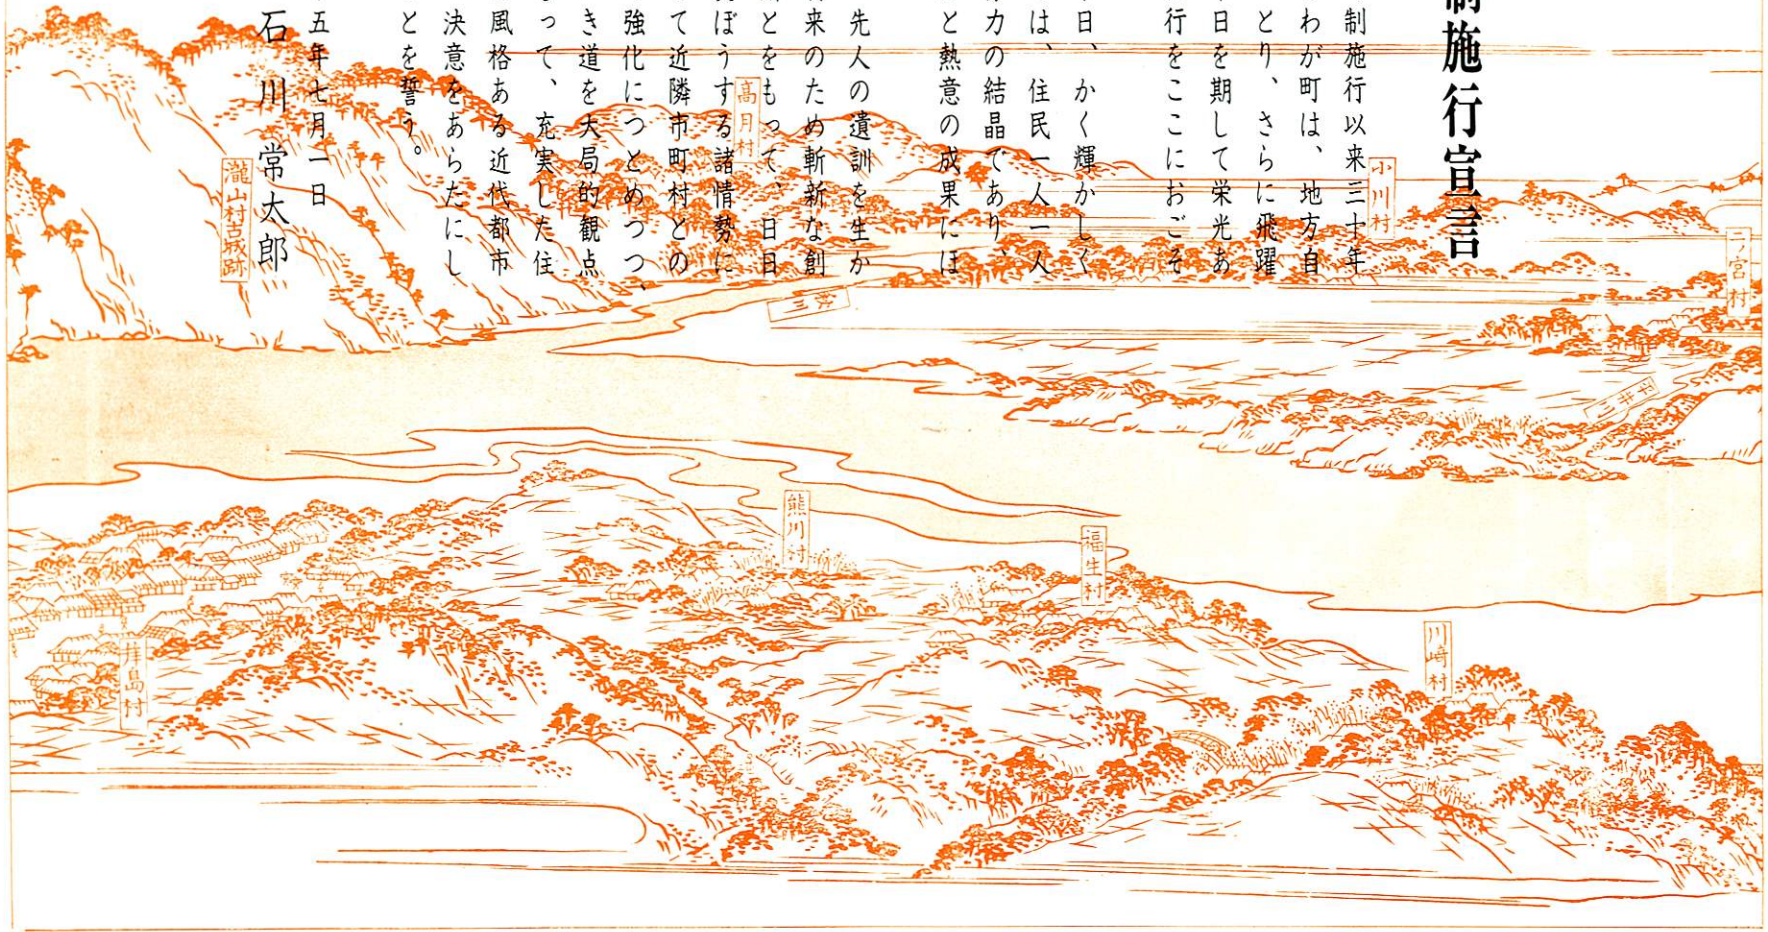 制施行宣言
制施行以来三十年
わが町は、地方自
とり、さらに飛躍
日を期して栄光あ
行をここにおごそ
日、かく輝かしく
は、住民一人一人
力の結晶であり、
と熱意の成果にほ
先人の遺訓を生か
来のため斬新な創
とをもって、日日
ぼうする諸情勢に
て近隣市町村との
強化につとめつつ、
き道を大局的観点
って、充実した住
風格ある近代都市
決意をあらたにし
とを誓う。
五年七月一日
石川常太郎
高月村
小川村
瀧山村古城跡
二宮村
熊川村
福生村
川崎村
拝島村